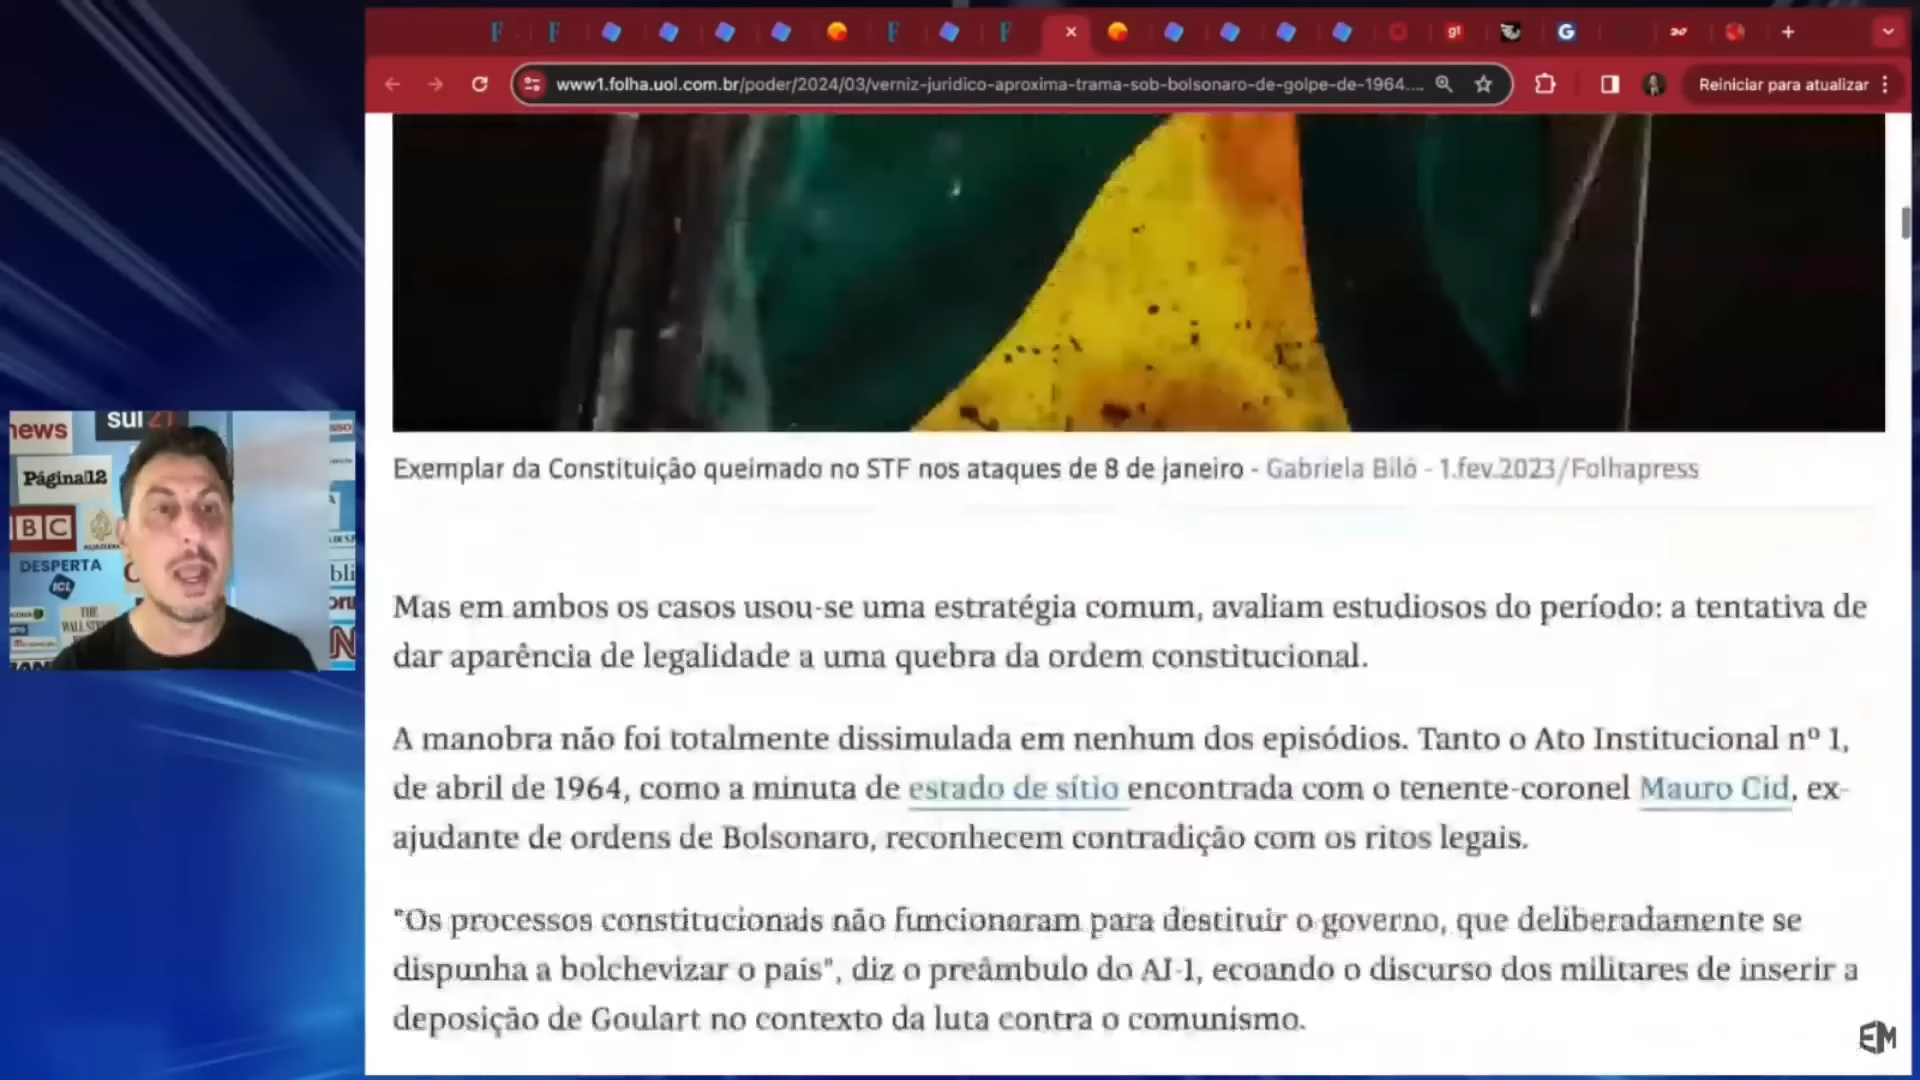 g1
G
www1.folha.uol.com.br/poder/2024/03/verniz-juridico-aproxima-trama-sob-bolsonaro-de-golpe-de-1964....
Reiniciar para atualizar
Exemplar da Constituição queimado no STF nos ataques de 8 de janeiro - Gabriela Biló - 1.fev.2023/Folhapress
Mas em ambos os casos usou-se uma estratégia comum, avaliam estudiosos do período: a tentativa de
dar aparência de legalidade a uma quebra da ordem constitucional.
A manobra não foi totalmente dissimulada em nenhum dos episódios. Tanto o Ato Institucional nº 1,
de abril de 1964, como a minuta de estado de sítio encontrada com o tenente-coronel Mauro Cid, ex-
ajudante de ordens de Bolsonaro, reconhecem contradição com os ritos legais.
"Os processos constitucionais não funcionaram para destituir o governo, que deliberadamente se
dispunha a bolchevizar o país", diz o preâmbulo do AI-1, ecoando o discurso dos militares de inserir a
deposição de Goulart no contexto da luta contra o comunismo.
news
sul 21
Página12
BBC
DESPERTA
ICL
THE
EM